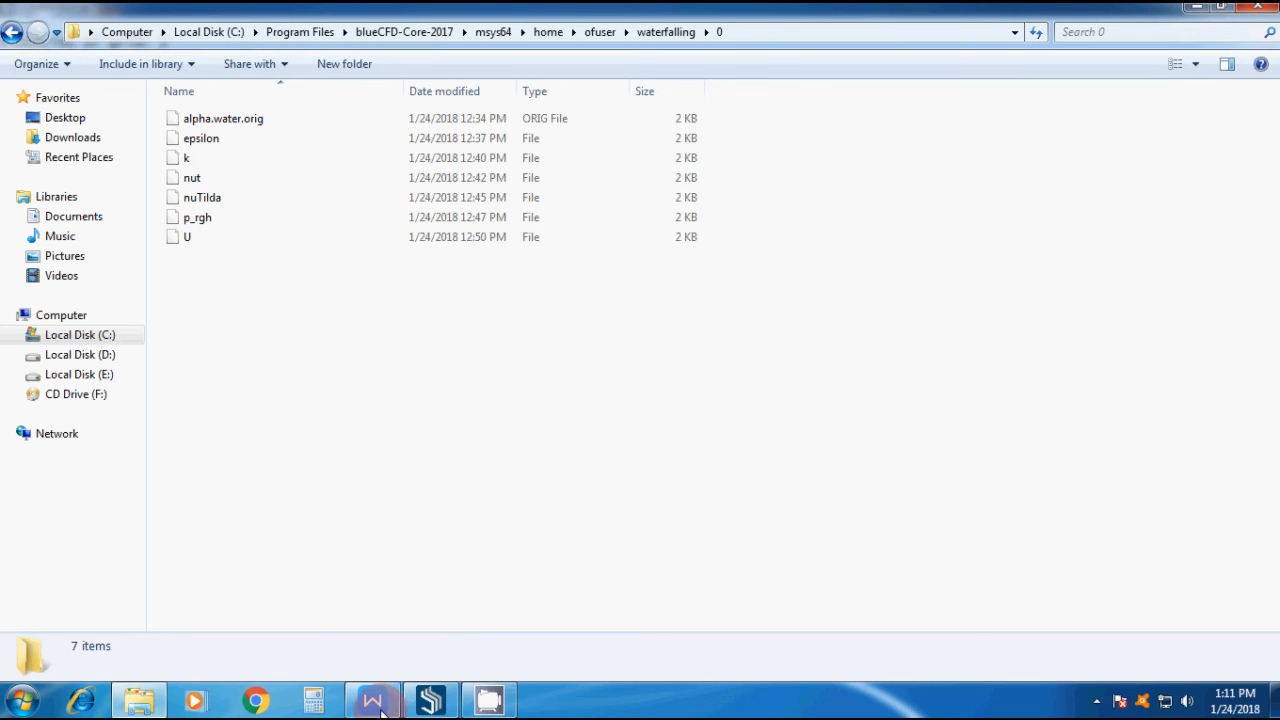 Computer Local Disk (C:) Program Files blueCFD-Core-2017 msys64 home ofuser waterfalling 0 Search 0
Organize Include in library Share with New folder
Name Date modified Type Size
Favorites
Desktop
Downloads
Recent Places
Libraries
Documents
Music
Pictures
Videos
Computer
Local Disk (C:)
Local Disk (D:)
Local Disk (E:)
CD Drive (F:)
Network
alpha.water.orig 1/24/2018 12:34 PM ORIG File 2 KB
epsilon 1/24/2018 12:37 PM File 2 KB
k 1/24/2018 12:40 PM File 2 KB
nut 1/24/2018 12:42 PM File 2 KB
nuTilda 1/24/2018 12:45 PM File 2 KB
p_rgh 1/24/2018 12:47 PM File 2 KB
U 1/24/2018 12:50 PM File 2 KB
7 items
1:11 PM
1/24/2018